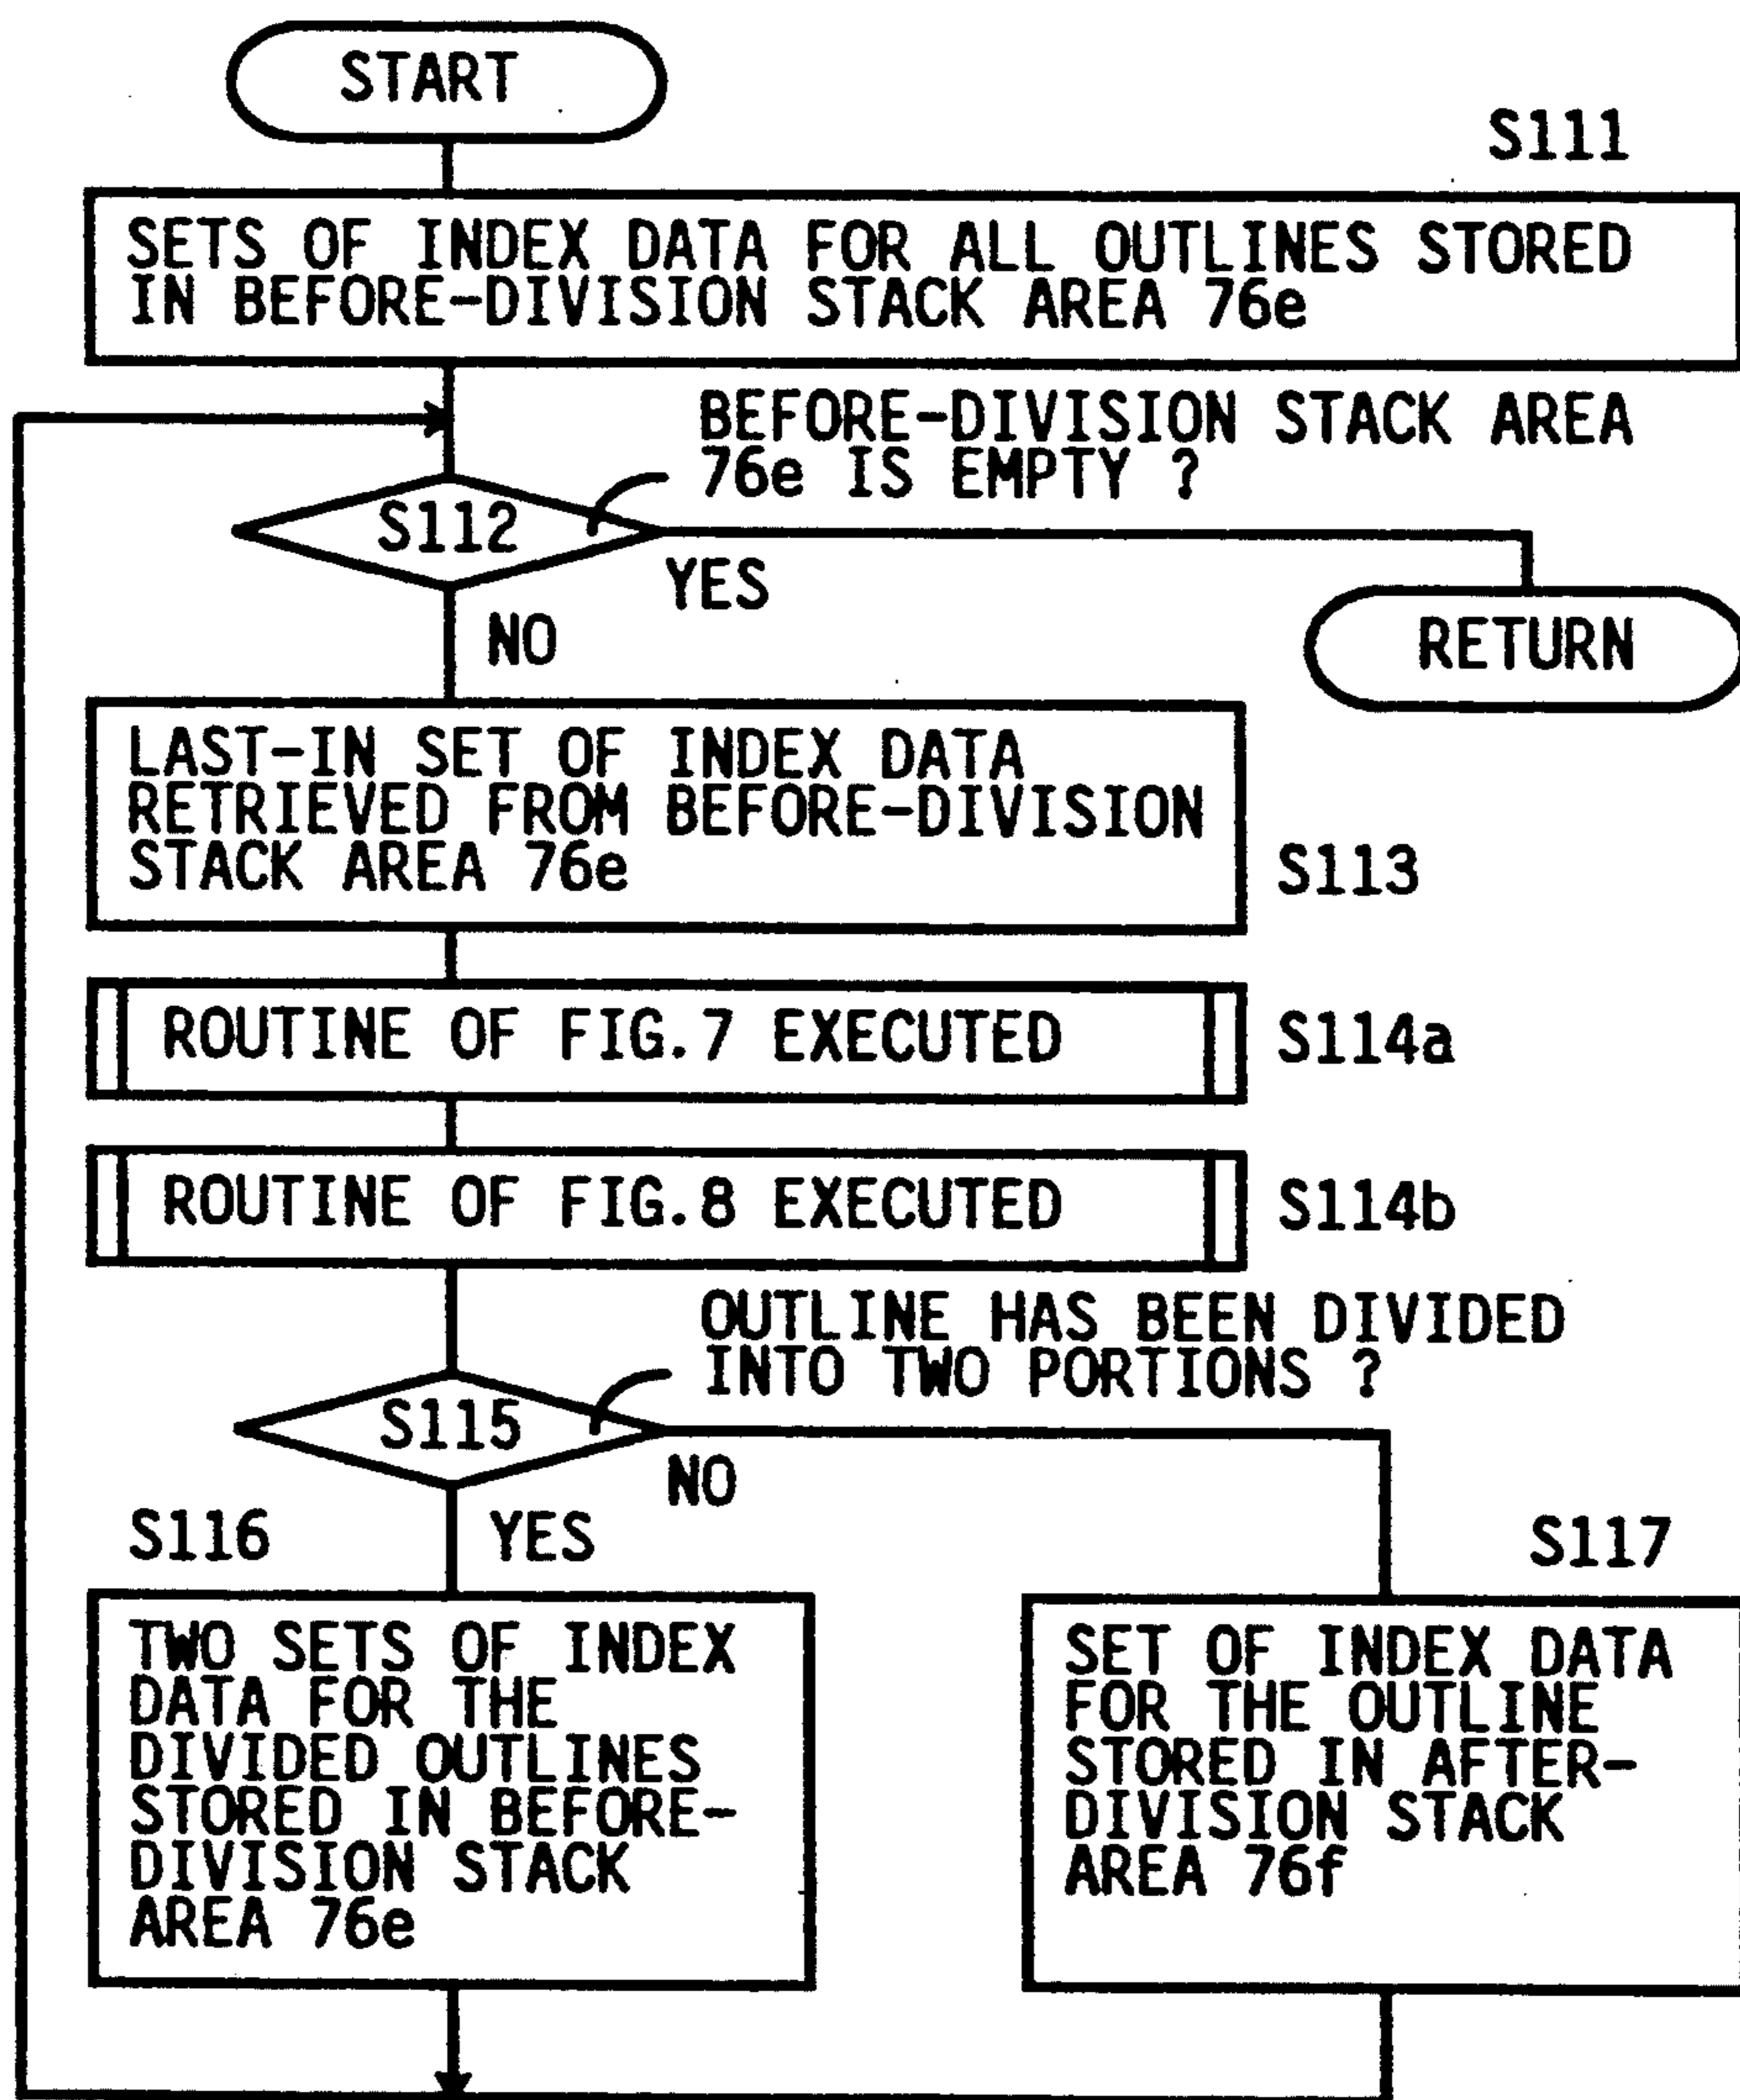 START
S111
SETS OF INDEX DATA FOR ALL OUTLINES STORED
IN BEFORE-DIVISION STACK AREA 76e
BEFORE-DIVISION STACK AREA
76e IS EMPTY ?
S112
YES
NO
RETURN
LAST-IN SET OF INDEX DATA
RETRIEVED FROM BEFORE-DIVISION
STACK AREA 76e
S113
ROUTINE OF FIG.7 EXECUTED
S114a
ROUTINE OF FIG.8 EXECUTED
S114b
OUTLINE HAS BEEN DIVIDED
INTO TWO PORTIONS ?
S115
NO
S116
YES
S117
TWO SETS OF INDEX
DATA FOR THE
DIVIDED OUTLINES
STORED IN BEFORE-
DIVISION STACK
AREA 76e
SET OF INDEX DATA
FOR THE OUTLINE
STORED IN AFTER-
DIVISION STACK
AREA 76f